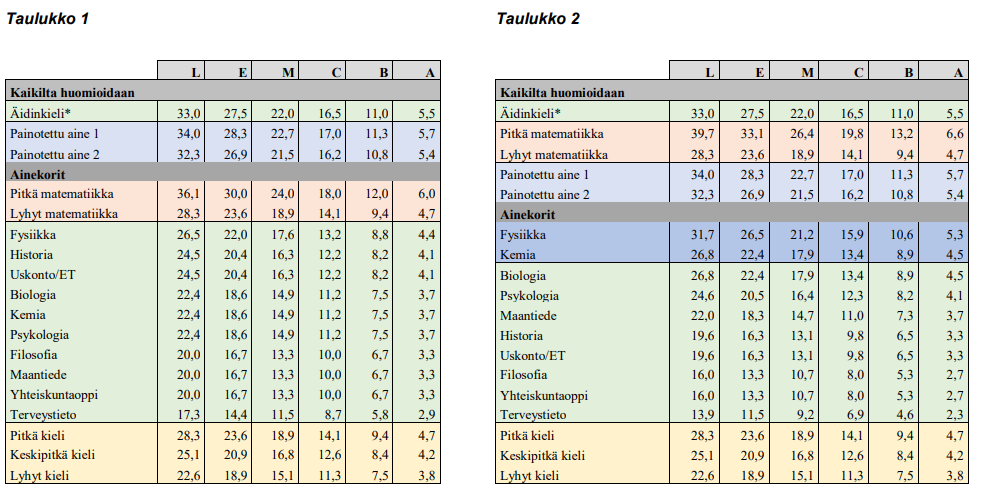 Taulukko 1
L E M C B A
Kaikilta huomioidaan
Äidinkieli* 33,0 27,5 22,0 16,5 11,0 5,5
Painotettu aine 1 34,0 28,3 22,7 17,0 11,3 5,7
Painotettu aine 2 32,3 26,9 21,5 16,2 10,8 5,4
Ainekorit
Pitkä matematiikka 36,1 30,0 24,0 18,0 12,0 6,0
Lyhyt matematiikka 28,3 23,6 18,9 14,1 9,4 4,7
Fysiikka 26,5 22,0 17,6 13,2 8,8 4,4
Historia 24,5 20,4 16,3 12,2 8,2 4,1
Uskonto/ET 24,5 20,4 16,3 12,2 8,2 4,1
Biologia 22,4 18,6 14,9 11,2 7,5 3,7
Kemia 22,4 18,6 14,9 11,2 7,5 3,7
Psykologia 22,4 18,6 14,9 11,2 7,5 3,7
Filosofia 20,0 16,7 13,3 10,0 6,7 3,3
Maantiede 20,0 16,7 13,3 10,0 6,7 3,3
Yhteiskuntaoppi 20,0 16,7 13,3 10,0 6,7 3,3
Terveystieto 17,3 14,4 11,5 8,7 5,8 2,9
Pitkä kieli 28,3 23,6 18,9 14,1 9,4 4,7
Keskipitkä kieli 25,1 20,9 16,8 12,6 8,4 4,2
Lyhyt kieli 22,6 18,9 15,1 11,3 7,5 3,8
Taulukko 2
L E M C B A
Kaikilta huomioidaan
Äidinkieli* 33,0 27,5 22,0 16,5 11,0 5,5
Pitkä matematiikka 39,7 33,1 26,4 19,8 13,2 6,6
Lyhyt matematiikka 28,3 23,6 18,9 14,1 9,4 4,7
Painotettu aine 1 34,0 28,3 22,7 17,0 11,3 5,7
Painotettu aine 2 32,3 26,9 21,5 16,2 10,8 5,4
Ainekorit
Fysiikka 31,7 26,5 21,2 15,9 10,6 5,3
Kemia 26,8 22,4 17,9 13,4 8,9 4,5
Biologia 26,8 22,4 17,9 13,4 8,9 4,5
Psykologia 24,6 20,5 16,4 12,3 8,2 4,1
Maantiede 22,0 18,3 14,7 11,0 7,3 3,7
Historia 19,6 16,3 13,1 9,8 6,5 3,3
Uskonto/ET 19,6 16,3 13,1 9,8 6,5 3,3
Filosofia 16,0 13,3 10,7 8,0 5,3 2,7
Yhteiskuntaoppi 16,0 13,3 10,7 8,0 5,3 2,7
Terveystieto 13,9 11,5 9,2 6,9 4,6 2,3
Pitkä kieli 28,3 23,6 18,9 14,1 9,4 4,7
Keskipitkä kieli 25,1 20,9 16,8 12,6 8,4 4,2
Lyhyt kieli 22,6 18,9 15,1 11,3 7,5 3,8